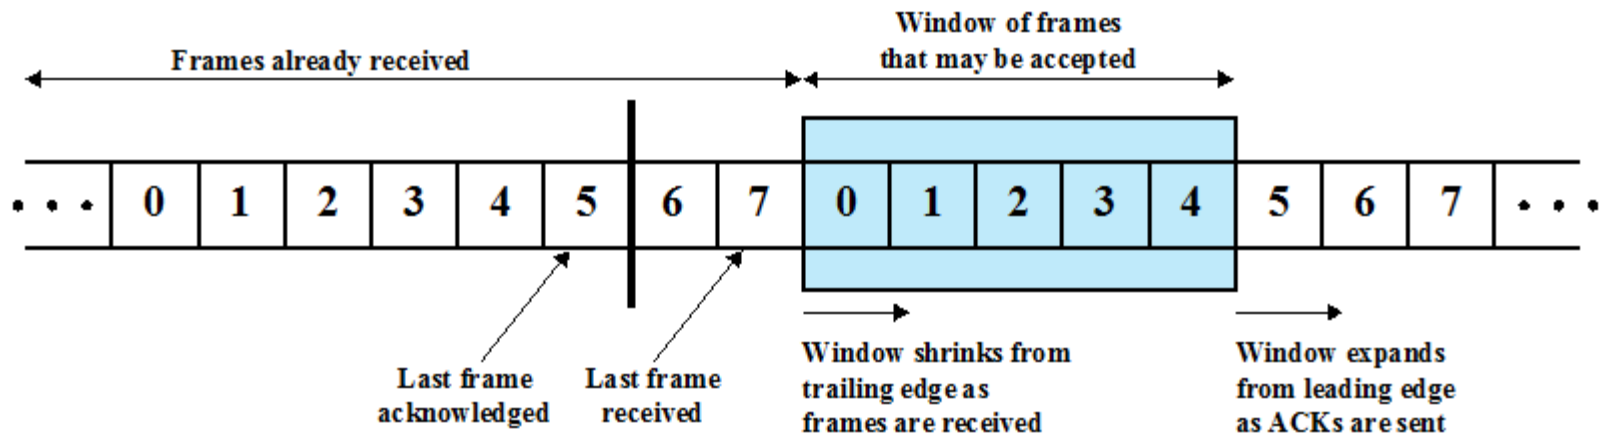 Window of frames
that may be accepted
Frames already received
• • • 0 1 2 3 4 5 6 7 0 1 2 3 4 5 6 7 • • •
Last frame
acknowledged
Last frame
received
Window shrinks from
trailing edge as
frames are received
Window expands
from leading edge
as ACKs are sent